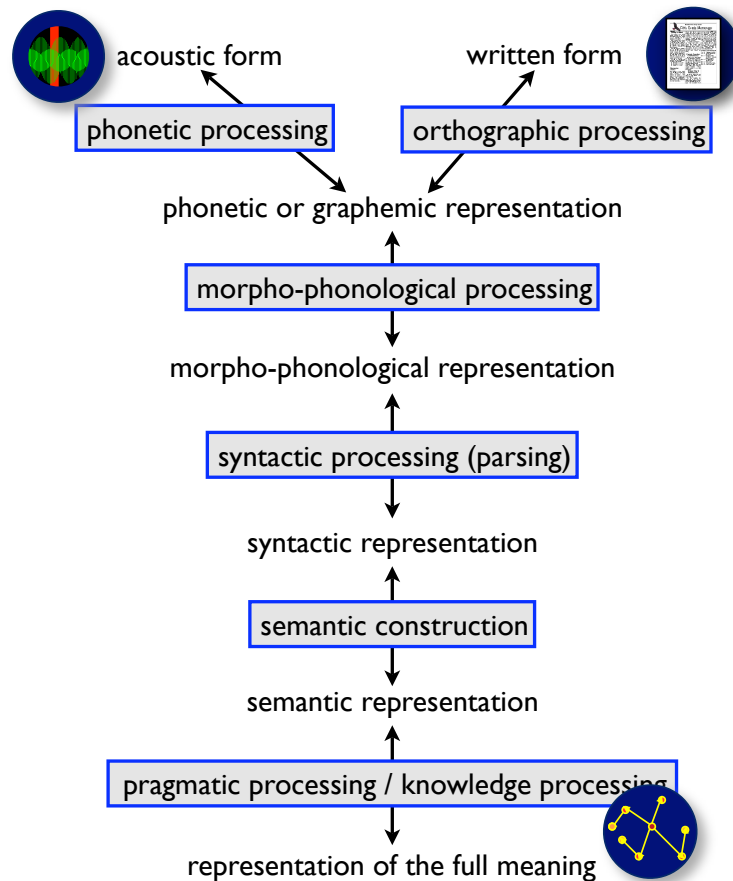 acoustic form
written form
phonetic processing
orthographic processing
phonetic or graphemic representation
morpho-phonological processing
morpho-phonological representation
syntactic processing (parsing)
syntactic representation
semantic construction
semantic representation
pragmatic processing / knowledge processing
representation of the full meaning